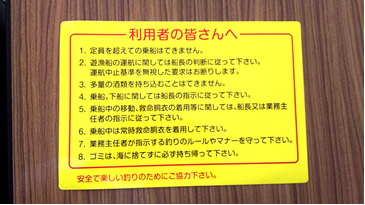 利用者の皆さんへ
1. 定員を超えての乗船はできません。
2. 遊漁船の運航に関しては船長の判断に従って下さい。
運航中止基準を無視した要求はお断りします。
3. 多量の酒類を持ち込むことはできません。
4. 乗船、下船に関しては船長の指示に従って下さい。
5. 乗船中の移動、救命胴衣の着用等に関しては、船長又は業務主
任者の指示に従って下さい。
6. 乗船中は常時救命胴衣を着用して下さい。
7. 業務主任者が指示する釣りのルールやマナーを守って下さい。
8. ゴミは、海に捨てずに必ず持ち帰って下さい。
安全で楽しい釣りのためにご協力下さい。